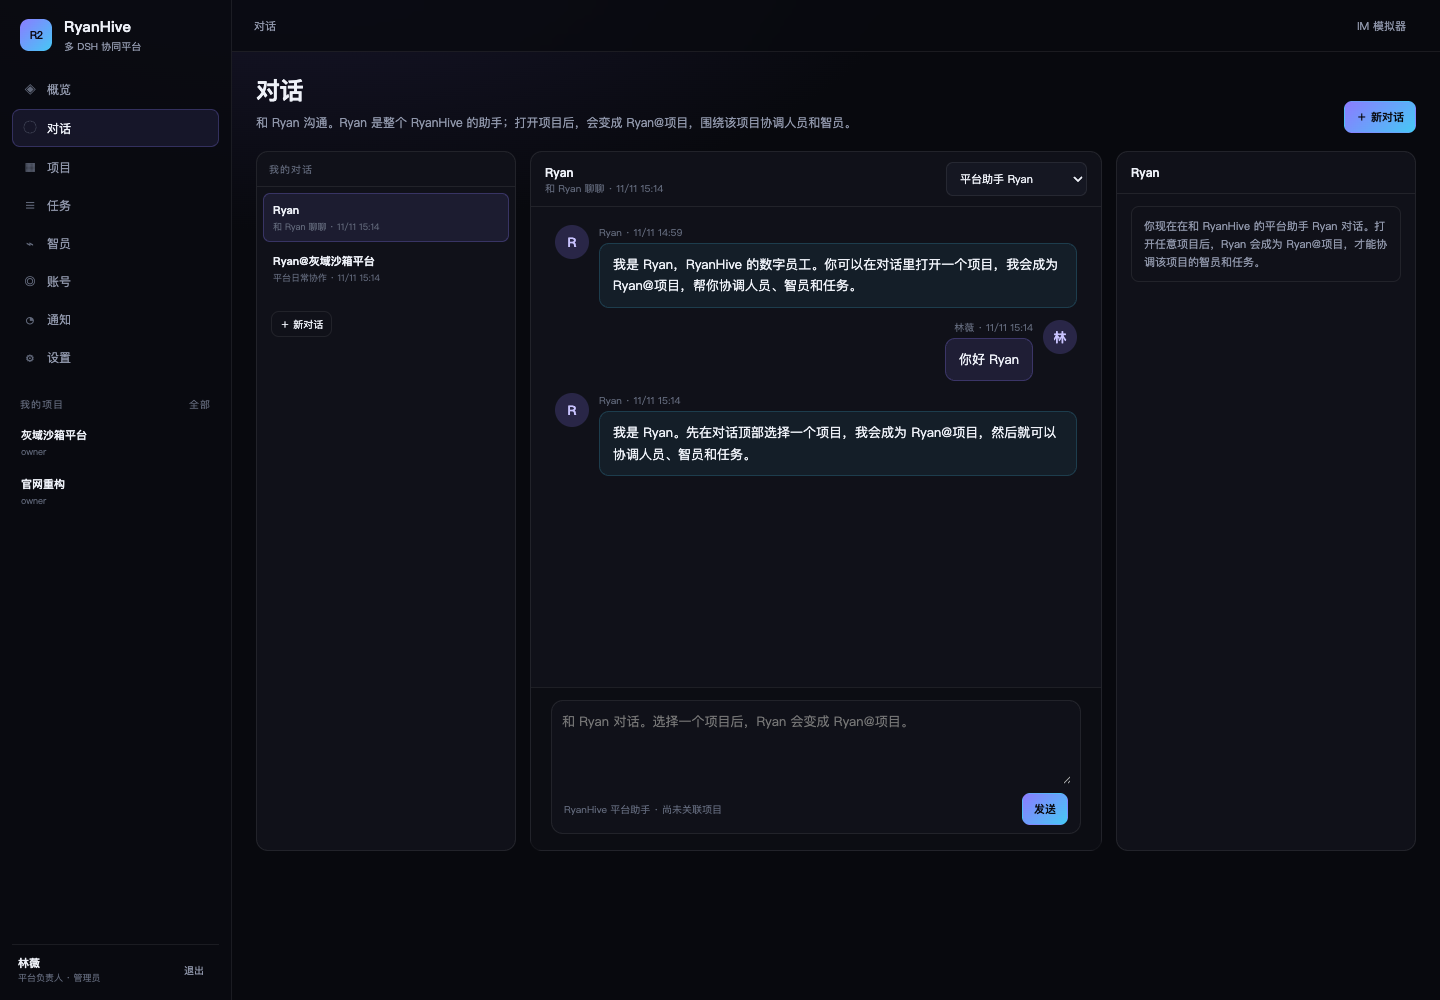 R2
RyanHive
多 DSH 协同平台
概览
对话
项目
任务
智员
账号
通知
设置
我的项目
全部
灰域沙箱平台
owner
官网重构
owner
林薇
平台负责人 · 管理员
退出
对话
IM 模拟器
对话
和 Ryan 沟通。Ryan 是整个 RyanHive 的助手；打开项目后，会变成 Ryan@项目，围绕该项目协调人员和智员。
+ 新对话
我的对话
Ryan
和 Ryan 聊聊 · 11/11 15:14
Ryan@灰域沙箱平台
平台日常协作 · 11/11 15:14
+ 新对话
Ryan
和 Ryan 聊聊 · 11/11 15:14
平台助手 Ryan
R
Ryan · 11/11 14:59
我是 Ryan，RyanHive 的数字员工。你可以在对话里打开一个项目，我会成为
Ryan@项目，帮你协调人员、智员和任务。
林薇 · 11/11 15:14
林
你好 Ryan
R
Ryan · 11/11 15:14
我是 Ryan。先在对话顶部选择一个项目，我会成为 Ryan@项目，然后就可以
协调人员、智员和任务。
和 Ryan 对话。选择一个项目后，Ryan 会变成 Ryan@项目。
RyanHive 平台助手 · 尚未关联项目
发送
Ryan
你现在在和 RyanHive 的平台助手 Ryan 对话。打
开任意项目后，Ryan 会成为 Ryan@项目，才能协
调该项目的智员和任务。